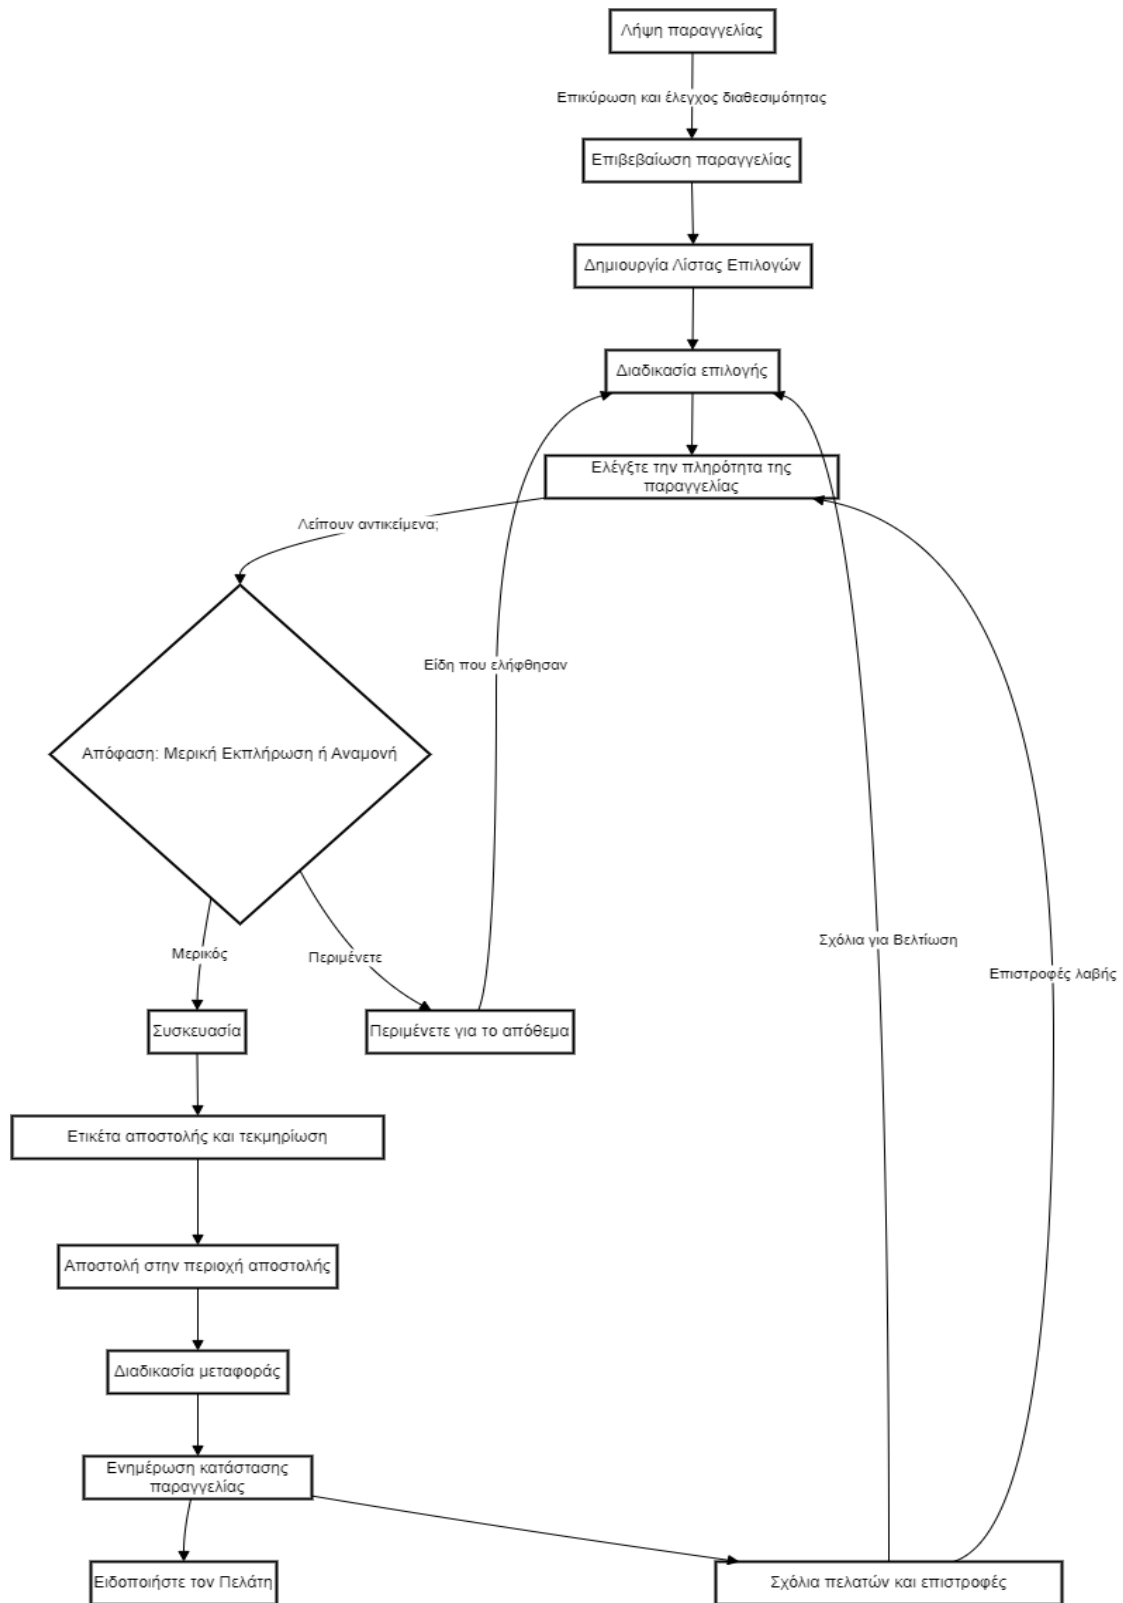 Λήψη παραγγελίας
Επικύρωση και έλεγχος διαθεσιμότητας
Επιβεβαίωση παραγγελίας
Δημιουργία Λίστας Επιλογών
Διαδικασία επιλογής
Ελέγξτε την πληρότητα της
παραγγελίας
Λείπουν αντικείμενα;
Είδη που ελήφθησαν
Απόφαση: Μερική Εκπλήρωση ή Αναμονή
Σχόλια για Βελτίωση
Μερικός
Περιμένετε
Επιστροφές λαβής
Συσκευασία
Περιμένετε για το απόθεμα
Ετικέτα αποστολής και τεκμηρίωση
Αποστολή στην περιοχή αποστολής
Διαδικασία μεταφοράς
Ενημέρωση κατάστασης
παραγγελίας
Ειδοποιήστε τον Πελάτη
Σχόλια πελατών και επιστροφές